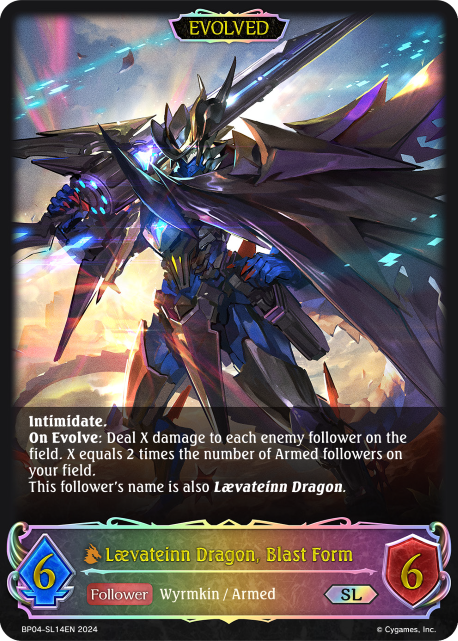 EVOLVED
Intimidate.
On Evolve: Deal X damage to each enemy follower on the
field. X equals 2 times the number of Armed followers on
your field.
This follower's name is also Lævateinn Dragon.
Lævateinn Dragon, Blast Form
6
Follower Wyrmkin / Armed
SL
6
BP04-SL14EN 2024
© Cygames, Inc.